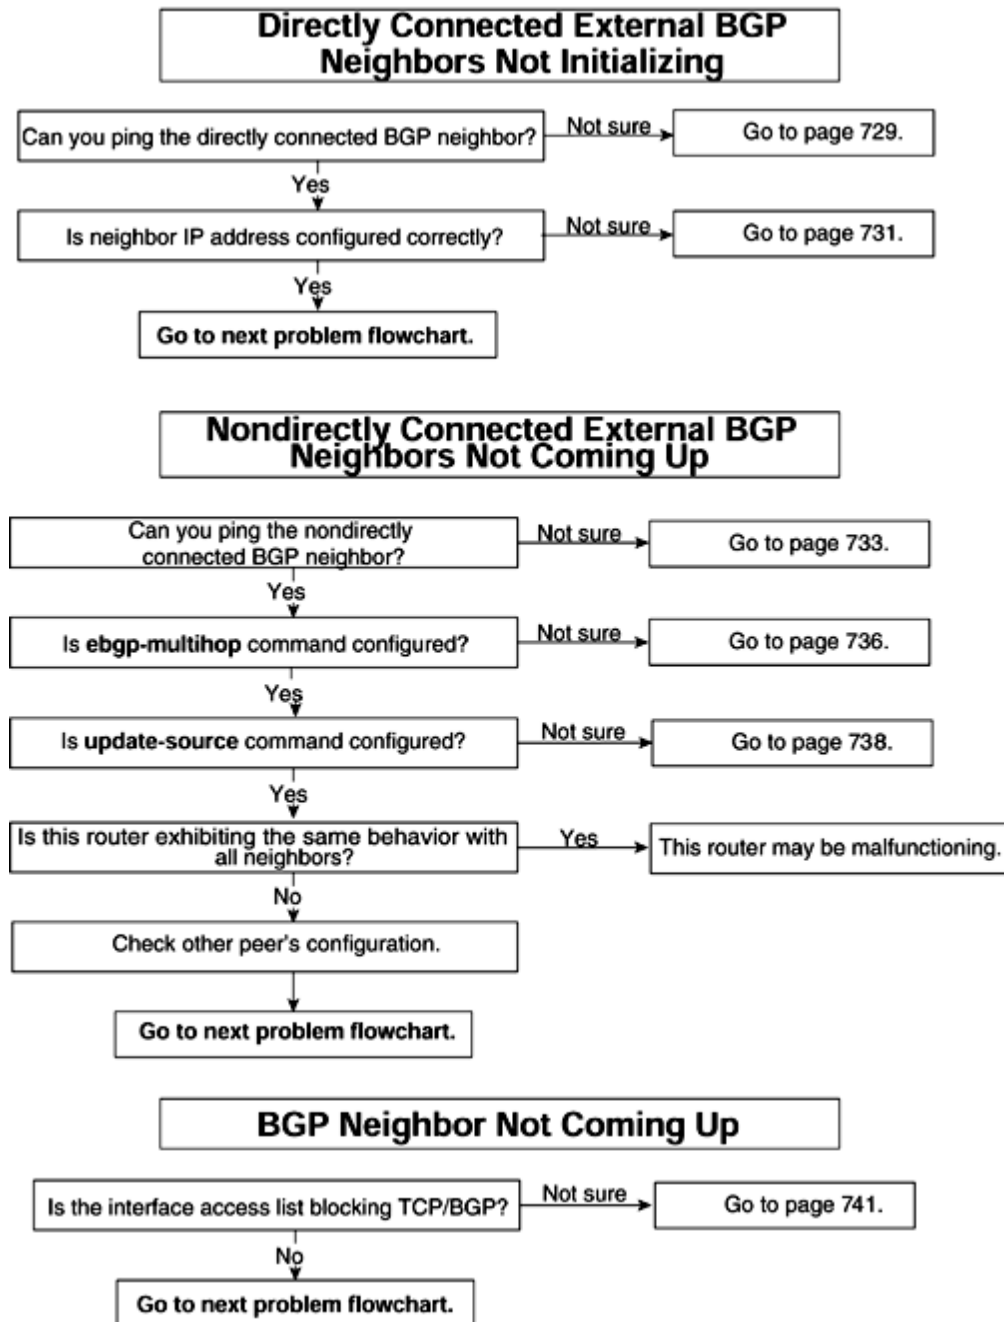 Directly Connected External BGP
Neighbors Not Initializing
Can you ping the directly connected BGP neighbor?
Not sure
Go to page 729.
Yes
Is neighbor IP address configured correctly?
Not sure
Go to page 731.
Yes
Go to next problem flowchart.
Nondirectly Connected External BGP
Neighbors Not Coming Up
Can you ping the nondirectly
connected BGP neighbor?
Not sure
Go to page 733.
Yes
Is ebgp-multihop command configured?
Not sure
Go to page 736.
Yes
Is update-source command configured?
Not sure
Go to page 738.
Yes
Is this router exhibiting the same behavior with
all neighbors?
Yes
This router may be malfunctioning.
No
Check other peer's configuration.
Go to next problem flowchart.
BGP Neighbor Not Coming Up
Is the interface access list blocking TCP/BGP?
Not sure
Go to page 741.
No
Go to next problem flowchart.